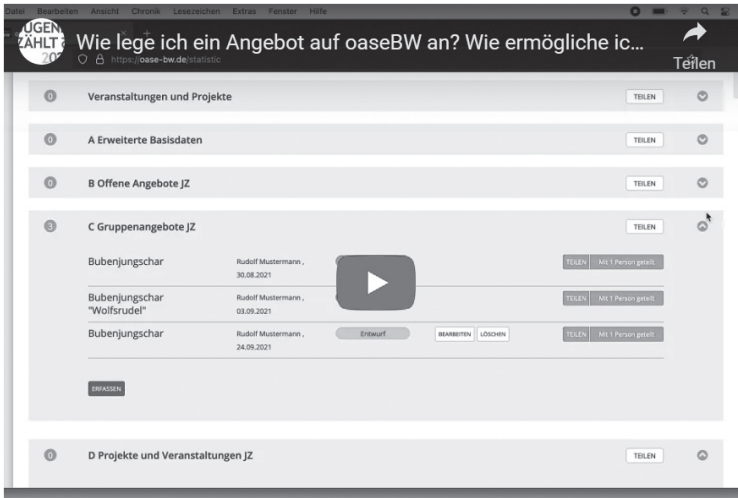 Datei Bearbeiten Ansicht Chronik Lesezeichen Extras Fenster Hilfe
JUGEND ZÄHLT 202
Wie lege ich ein Angebot auf oaseBW an? Wie ermögliche ic...
Teilen
https://oase-bw.de/statistic
0 Veranstaltungen und Projekte TEILEN
0 A Erweiterte Basisdaten TEILEN
0 B Offene Angebote JZ TEILEN
3 C Gruppenangebote JZ TEILEN
Bubenjungschar Rudolf Mustermann , TEILEN Mit 1 Person geteilt
30.08.2021
Bubenjungschar Rudolf Mustermann , TEILEN Mit 1 Person geteilt
"Wolfsrudel" 03.09.2021
Bubenjungschar Rudolf Mustermann , Entwurf BEARBEITEN LÖSCHEN TEILEN Mit 1 Person geteilt
24.09.2021
ERFASSEN
0 D Projekte und Veranstaltungen JZ TEILEN